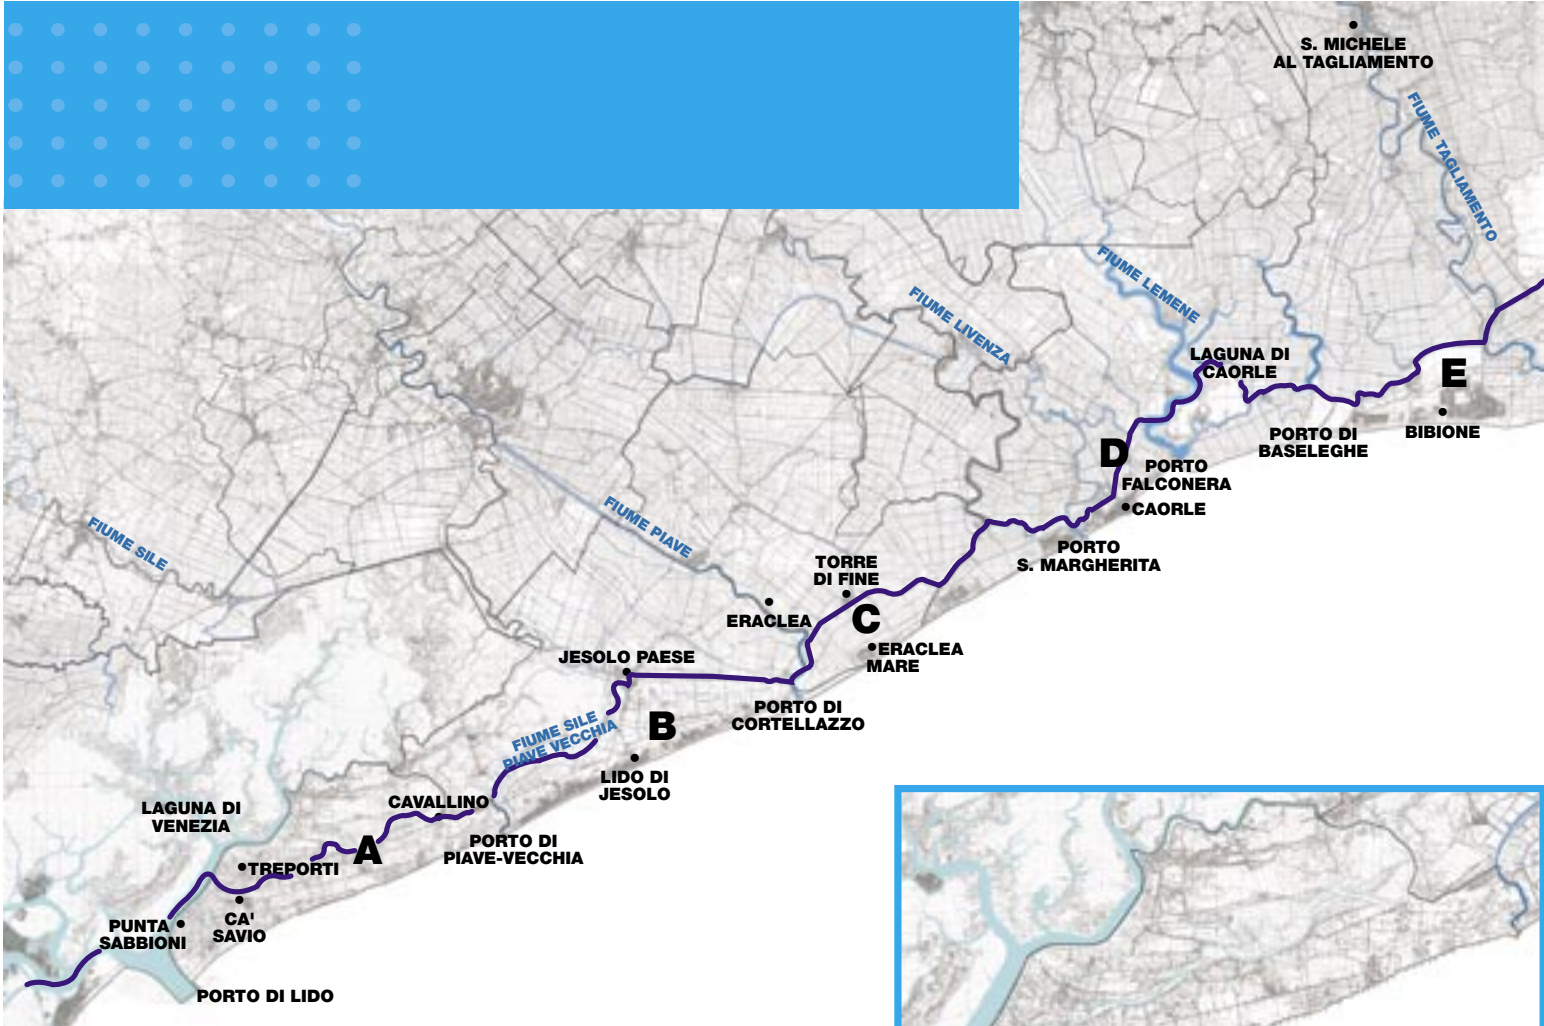 S. MICHELE
AL TAGLIAMENTO
FIUME TAGLIAMENTO
FIUME LEMENE
FIUME LIVENZA
LAGUNA DI
CAORLE
E
BIBIONE
PORTO DI
BASELEGHE
D
PORTO
FALCONERA
CAORLE
PORTO
S. MARGHERITA
FIUME SILE
FIUME PIAVE
TORRE
DI FINE
ERACLEA
C
ERACLEA
MARE
JESOLO PAESE
PORTO DI
CORTELLAZZO
FIUME SILE
PIAVE VECCHIA
B
LIDO DI
JESOLO
LAGUNA DI
VENEZIA
CAVALLINO
PORTO DI
PIAVE-VECCHIA
A
TREPORTI
CA'
SAVIO
PUNTA
SABBIONI
PORTO DI LIDO